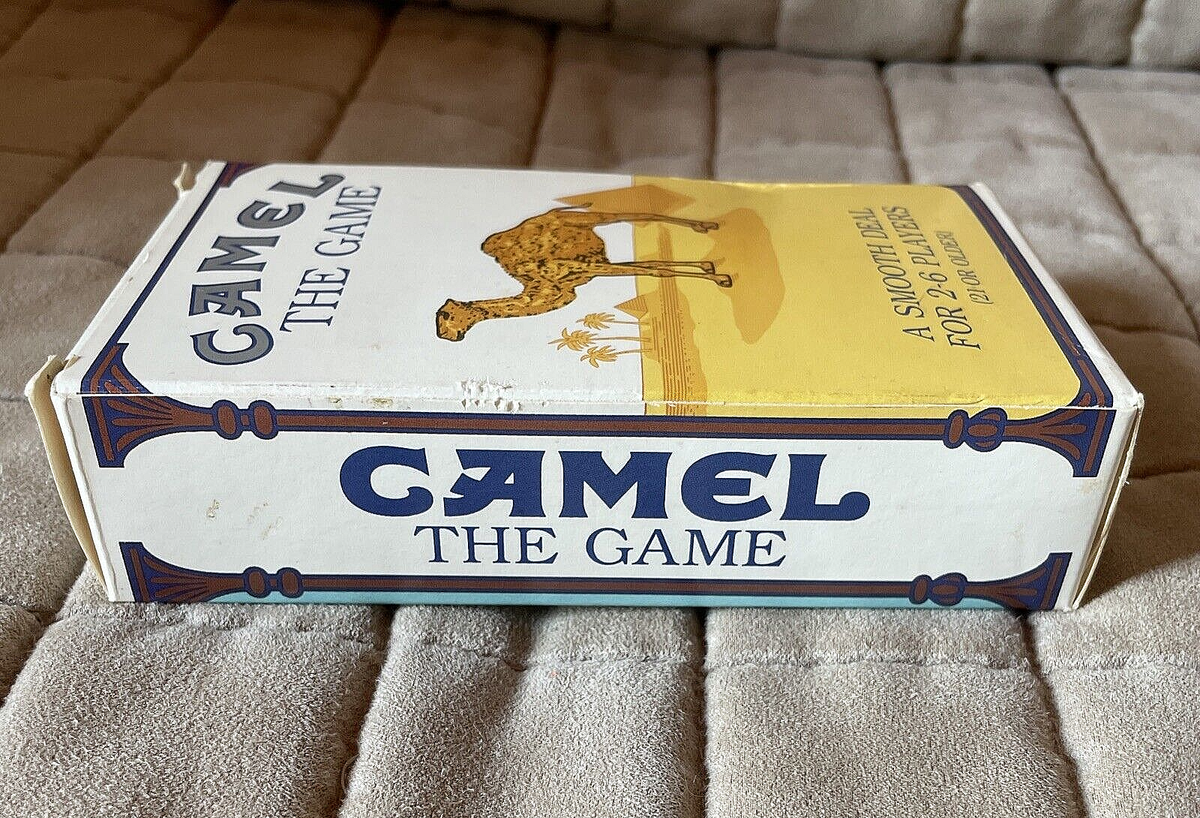 CAMEL
THE GAME
A SMOOTH DEAL
FOR 2-6 PLAYERS
(21 OR OLDER)
CAMEL
THE GAME